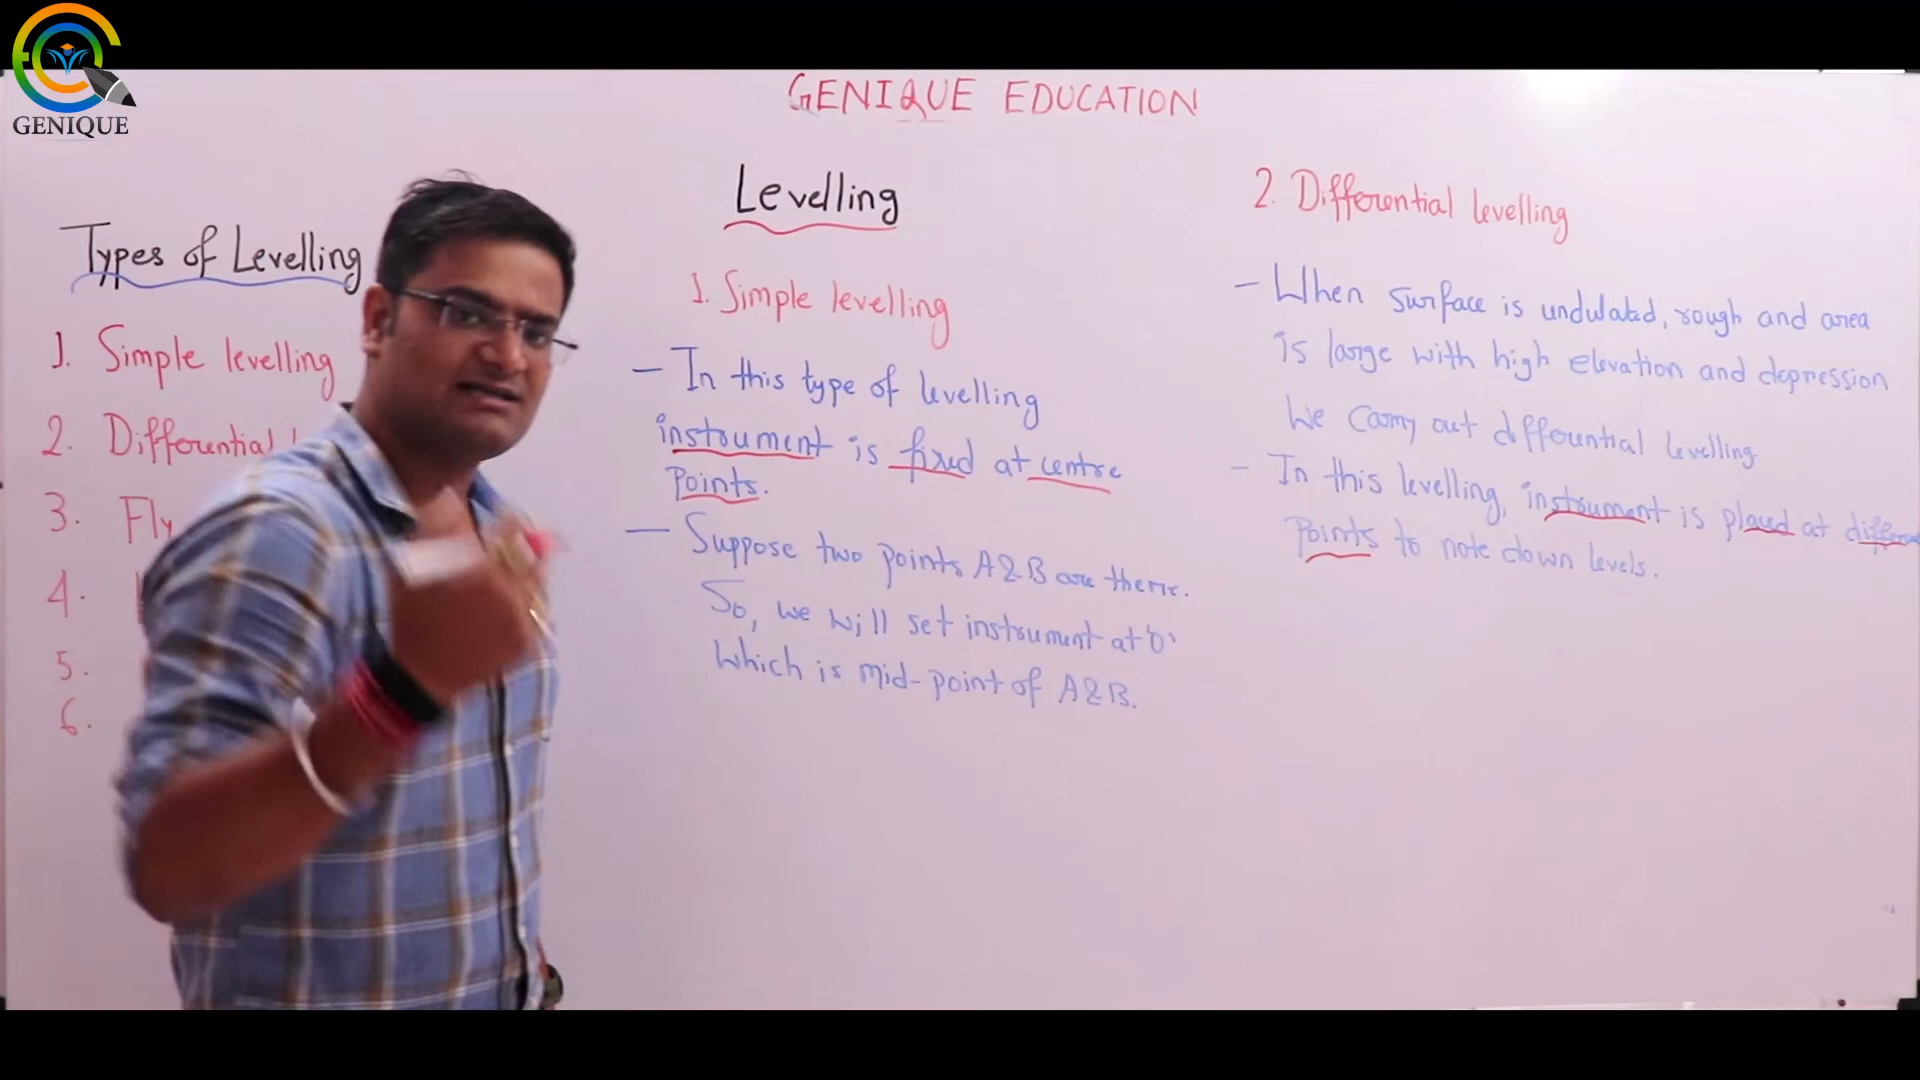 GENIQUE
GENIQUE EDUCATION
Types of Levelling
1. Simple levelling
2. Differential
3. Fly
4.
5.
6.
Levelling
1. Simple levelling
- In this type of levelling
instrument is fixed at centre
Points.
- Suppose two points A&B are there.
So, we will set instrument at 'O'
Which is mid-point of A&B.
2. Differential levelling
- When surface is undulated, rough and area
is large with high elevation and depression
We carry out differential levelling
- In this levelling, instrument is placed at different
Points to note down levels.